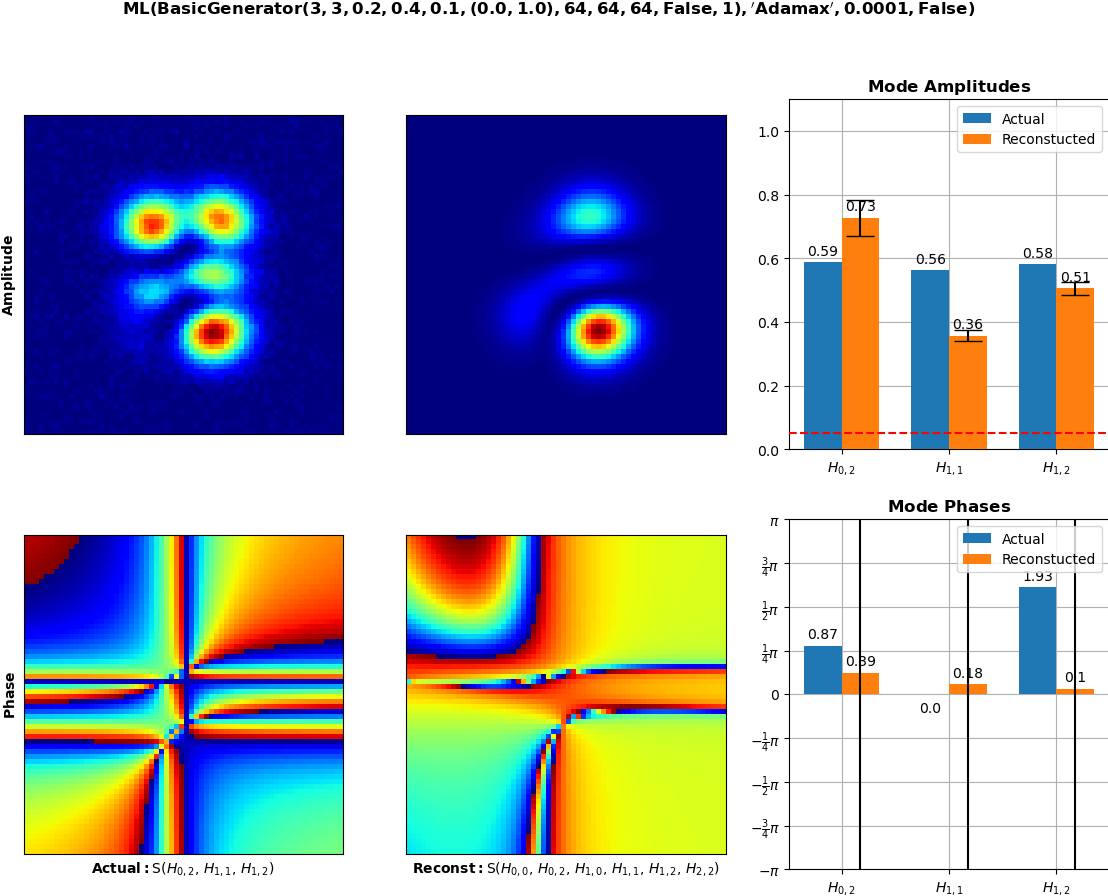 ML(BasicGenerator(3, 3, 0.2, 0.4, 0.1, (0.0, 1.0), 64, 64, 64, False, 1), ′Adamax′, 0.0001, False)
Mode Amplitudes
Amplitude
Actual
Reconstucted
1.0
0.8
0.6
0.4
0.2
0.0
0.59
0.73
0.56
0.36
0.58
0.51
H0,2
H1,1
H1,2
Mode Phases
Phase
Actual
Reconstucted
π
3/4π
1/2π
1/4π
0
−1/4π
−1/2π
−3/4π
−π
0.87
0.39
0.0
0.18
1.93
0.1
H0,2
H1,1
H1,2
Actual: S(H0,2, H1,1, H1,2)
Reconst: S(H0,0, H0,2, H1,0, H1,1, H1,2, H2,2)